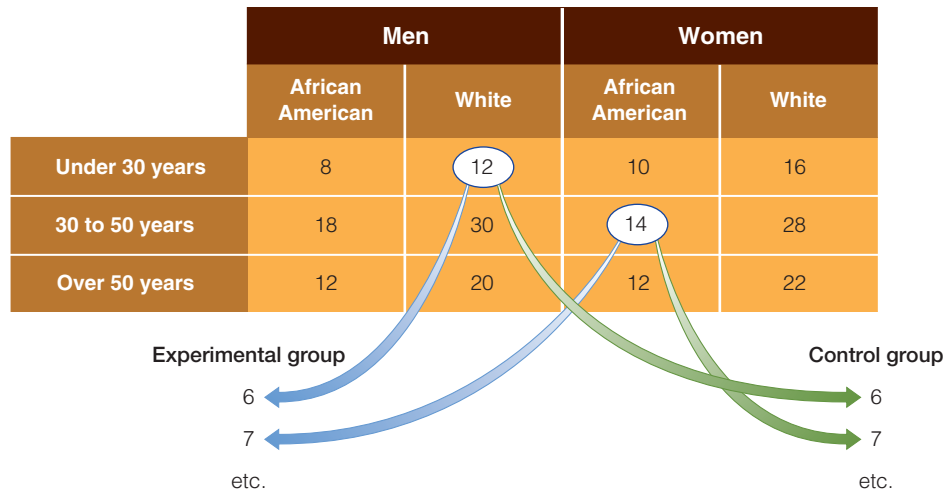 Men Women
African American White African American White
Under 30 years 8 12 10 16
30 to 50 years 18 30 14 28
Over 50 years 12 20 12 22
Experimental group Control group
6 6
7 7
etc. etc.